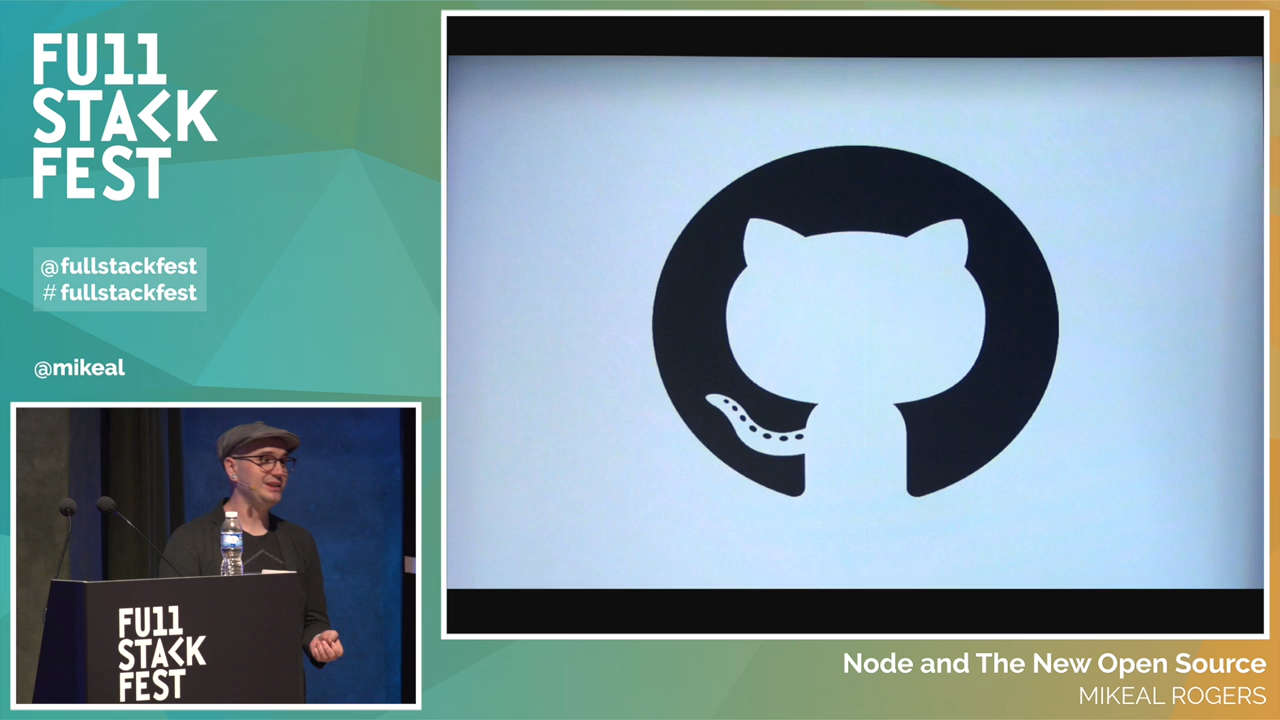 FU11
STACK
FEST
@fullstackfest
# fullstackfest
@mikeal
FU11
STACK
FEST
Node and The New Open Source
MIKEAL ROGERS